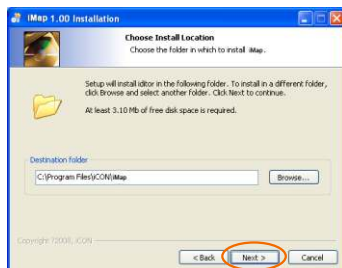 iMap 1.00 Installation
Choose Install Location
Choose the folder in which to install iMap.
Setup will install iditor in the following folder. To install in a different folder,
click Browse and select another folder. Click Next to continue.
At least 3.10 Mb of free disk space is required.
Destination folder
C:\Program Files\iCON\iMap
Browse...
Copyright ?2008, iCON
< Back
Next >
Cancel